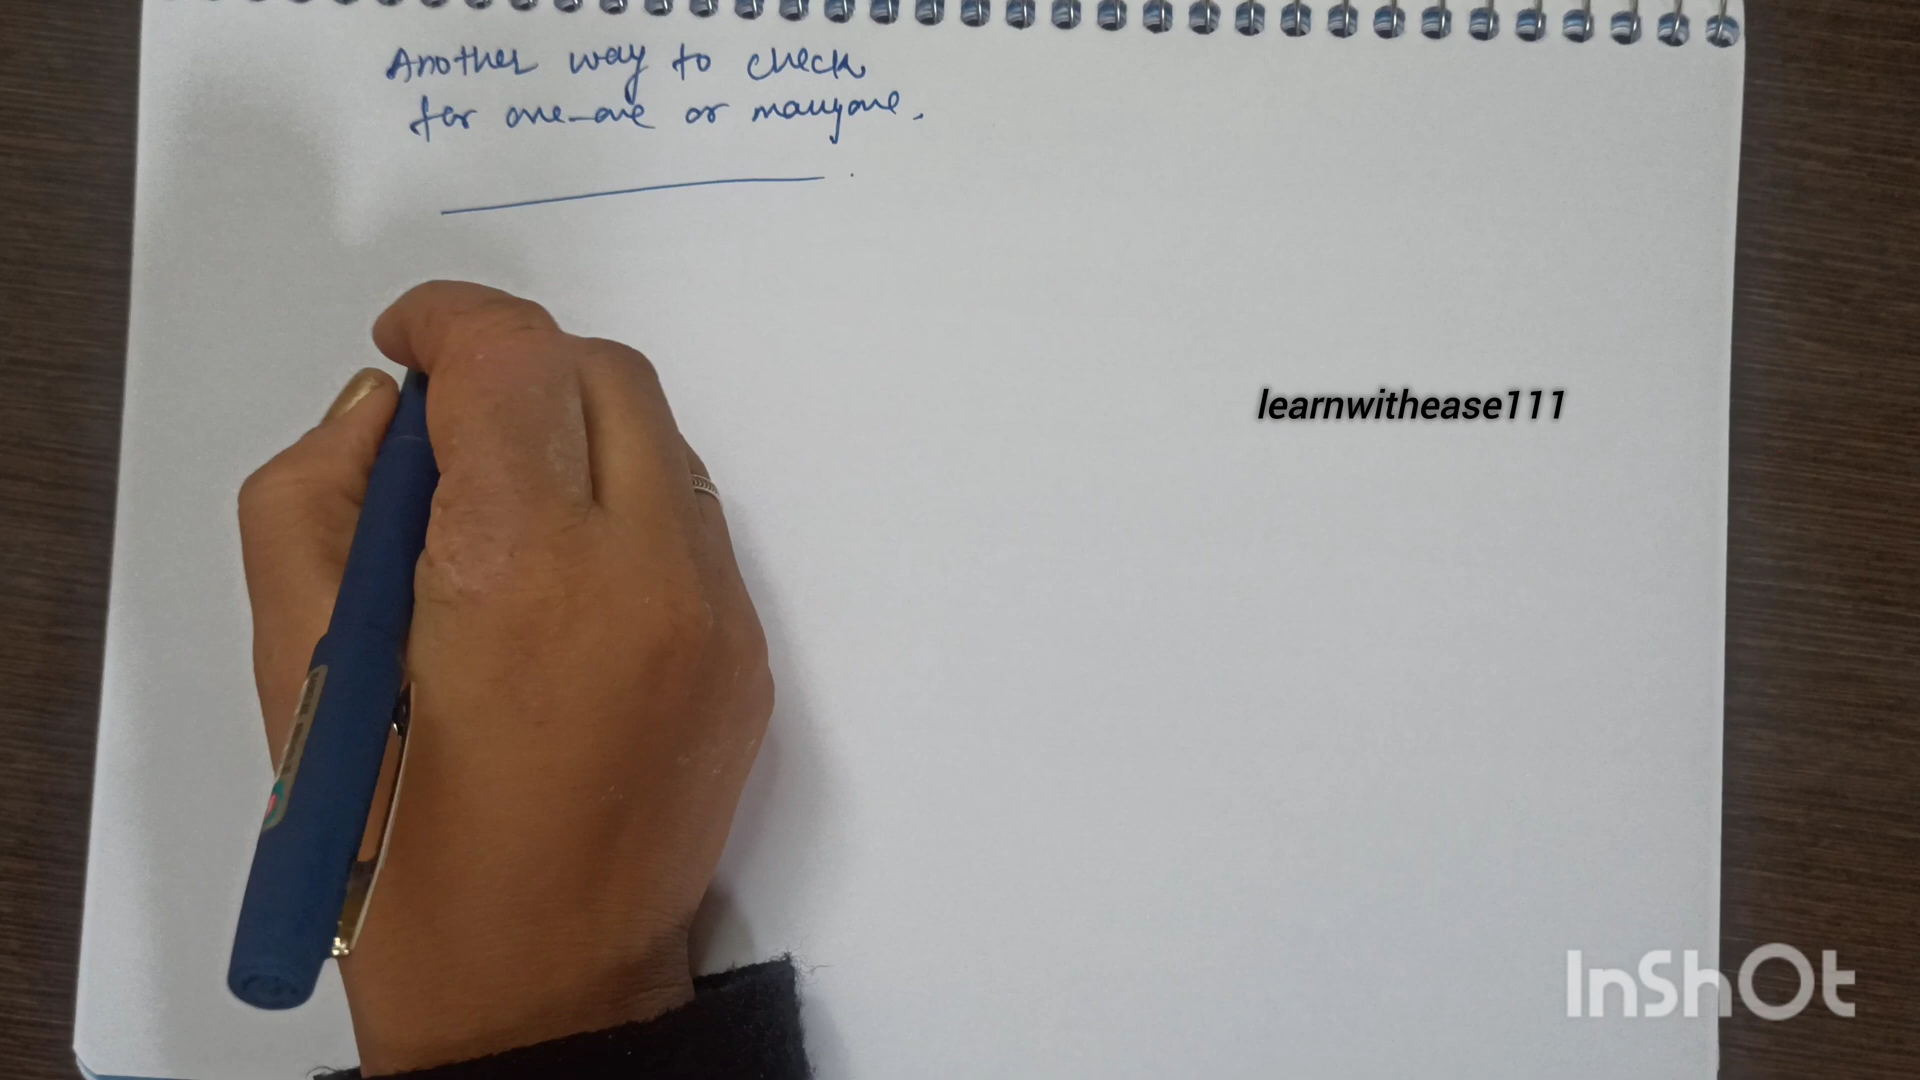 Another way to check
for one-one or manyone.
learnwithease111
InShOt